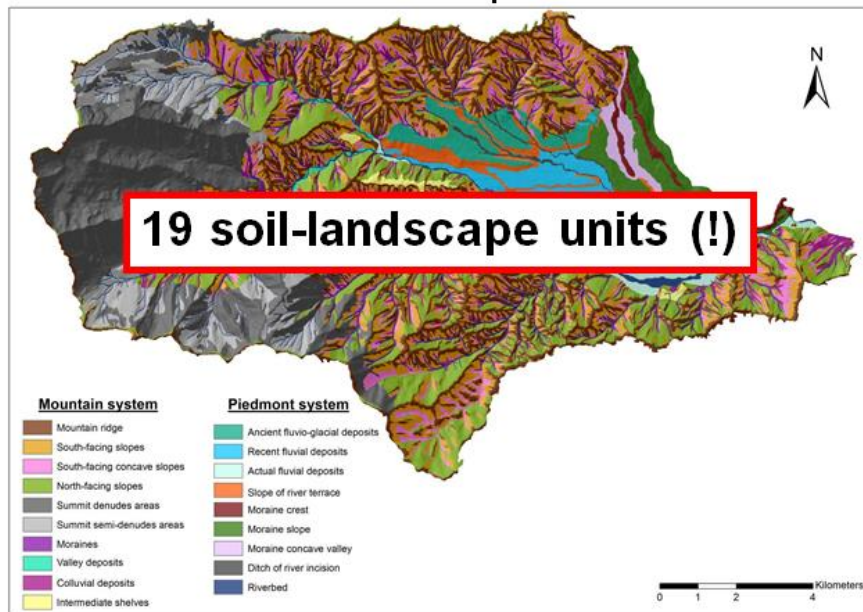 N
19 soil-landscape units (!)
Mountain system
Mountain ridge
South-facing slopes
South-facing concave slopes
North-facing slopes
Summit denudes areas
Summit semi-denudes areas
Moraines
Valley deposits
Colluvial deposits
Intermediate shelves
Piedmont system
Ancient fluvio-glacial deposits
Recent fluvial deposits
Actual fluvial deposits
Slope of river terrace
Moraine crest
Moraine slope
Moraine concave valley
Ditch of river incision
Riverbed
Kilometers
0 1 2 4